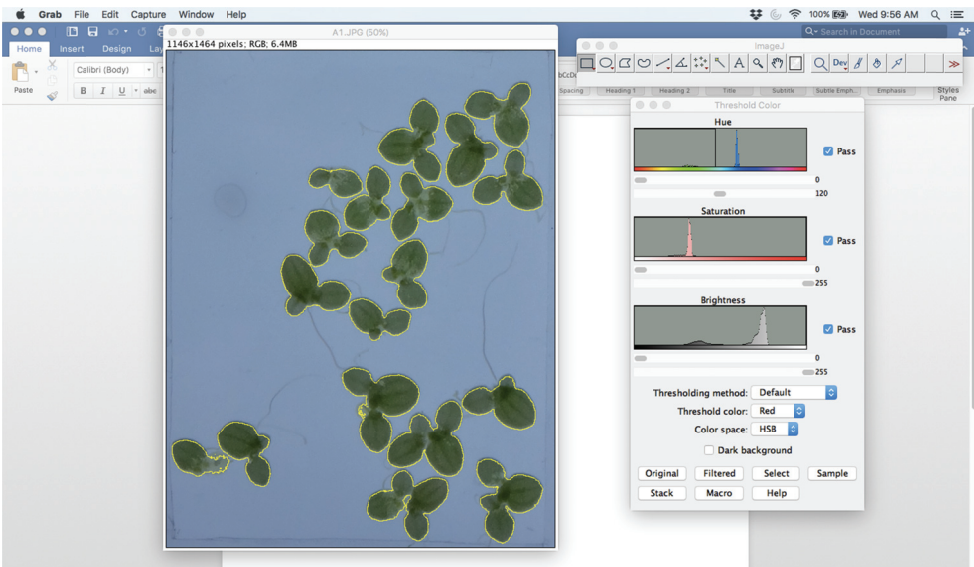 Grab File Edit Capture Window Help 100% Wed 9:56 AM
Search in Document
A1.JPG (50%)
1146x1464 pixels; RGB; 6.4MB
Home Insert Design Lay
Paste
Calibri (Body)
B I U abc
ImageJ
A Dev
Spacing Heading 1 Heading 2 Title Subtitle Subtle Emph... Emphasis Styles
Pane
Threshold Color
Hue
Pass
0
120
Saturation
Pass
0
255
Brightness
Pass
0
255
Thresholding method: Default
Threshold color: Red
Color space: HSB
Dark background
Original Filtered Select Sample
Stack Macro Help